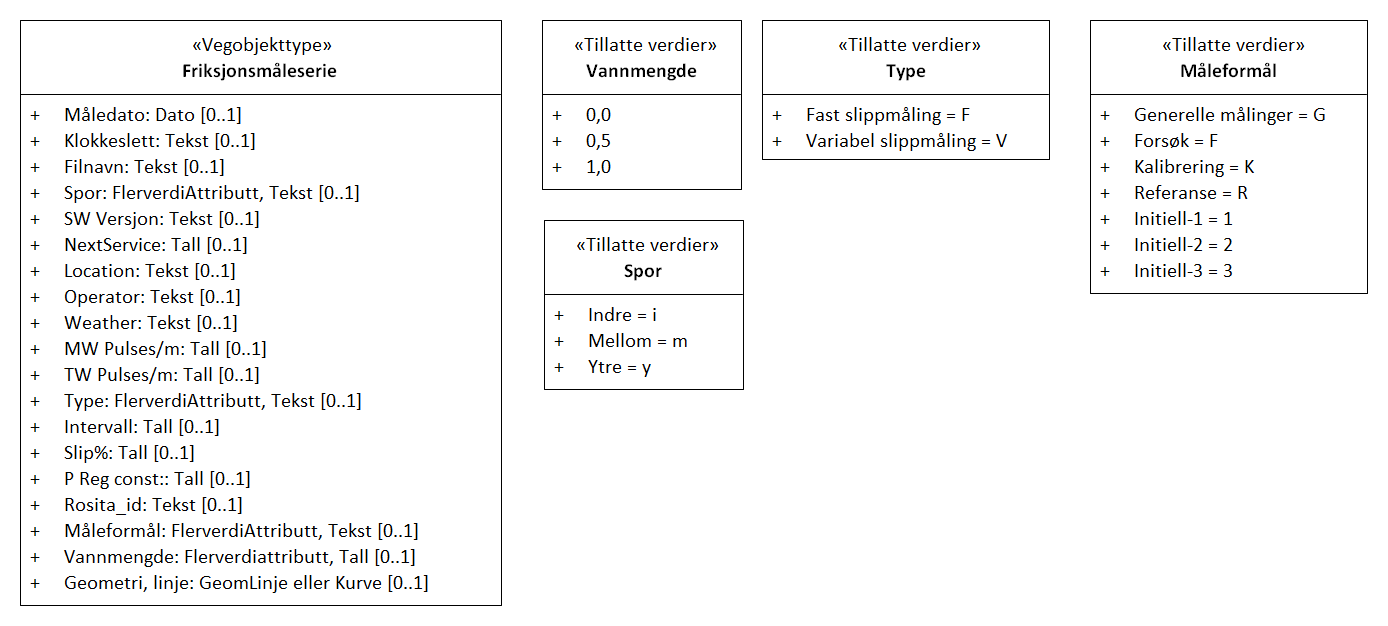 «Vegobjekttype»
Friksjonsmåleserie
+ Måledato: Dato [0..1]
+ Klokkeslett: Tekst [0..1]
+ Filnavn: Tekst [0..1]
+ Spor: FlerverdiAttributt, Tekst [0..1]
+ SW Versjon: Tekst [0..1]
+ NextService: Tall [0..1]
+ Location: Tekst [0..1]
+ Operator: Tekst [0..1]
+ Weather: Tekst [0..1]
+ MW Pulses/m: Tall [0..1]
+ TW Pulses/m: Tall [0..1]
+ Type: FlerverdiAttributt, Tekst [0..1]
+ Intervall: Tall [0..1]
+ Slip%: Tall [0..1]
+ P Reg const:: Tall [0..1]
+ Rosita_id: Tekst [0..1]
+ Måleformål: FlerverdiAttributt, Tekst [0..1]
+ Vannmengde: Flerverdiattributt, Tall [0..1]
+ Geometri, linje: GeomLinje eller Kurve [0..1]
«Tillatte verdier»
Vannmengde
+ 0,0
+ 0,5
+ 1,0
«Tillatte verdier»
Spor
+ Indre = i
+ Mellom = m
+ Ytre = y
«Tillatte verdier»
Type
+ Fast slippmåling = F
+ Variabel slippmåling = V
«Tillatte verdier»
Måleformål
+ Generelle målinger = G
+ Forsøk = F
+ Kalibrering = K
+ Referanse = R
+ Initiell-1 = 1
+ Initiell-2 = 2
+ Initiell-3 = 3